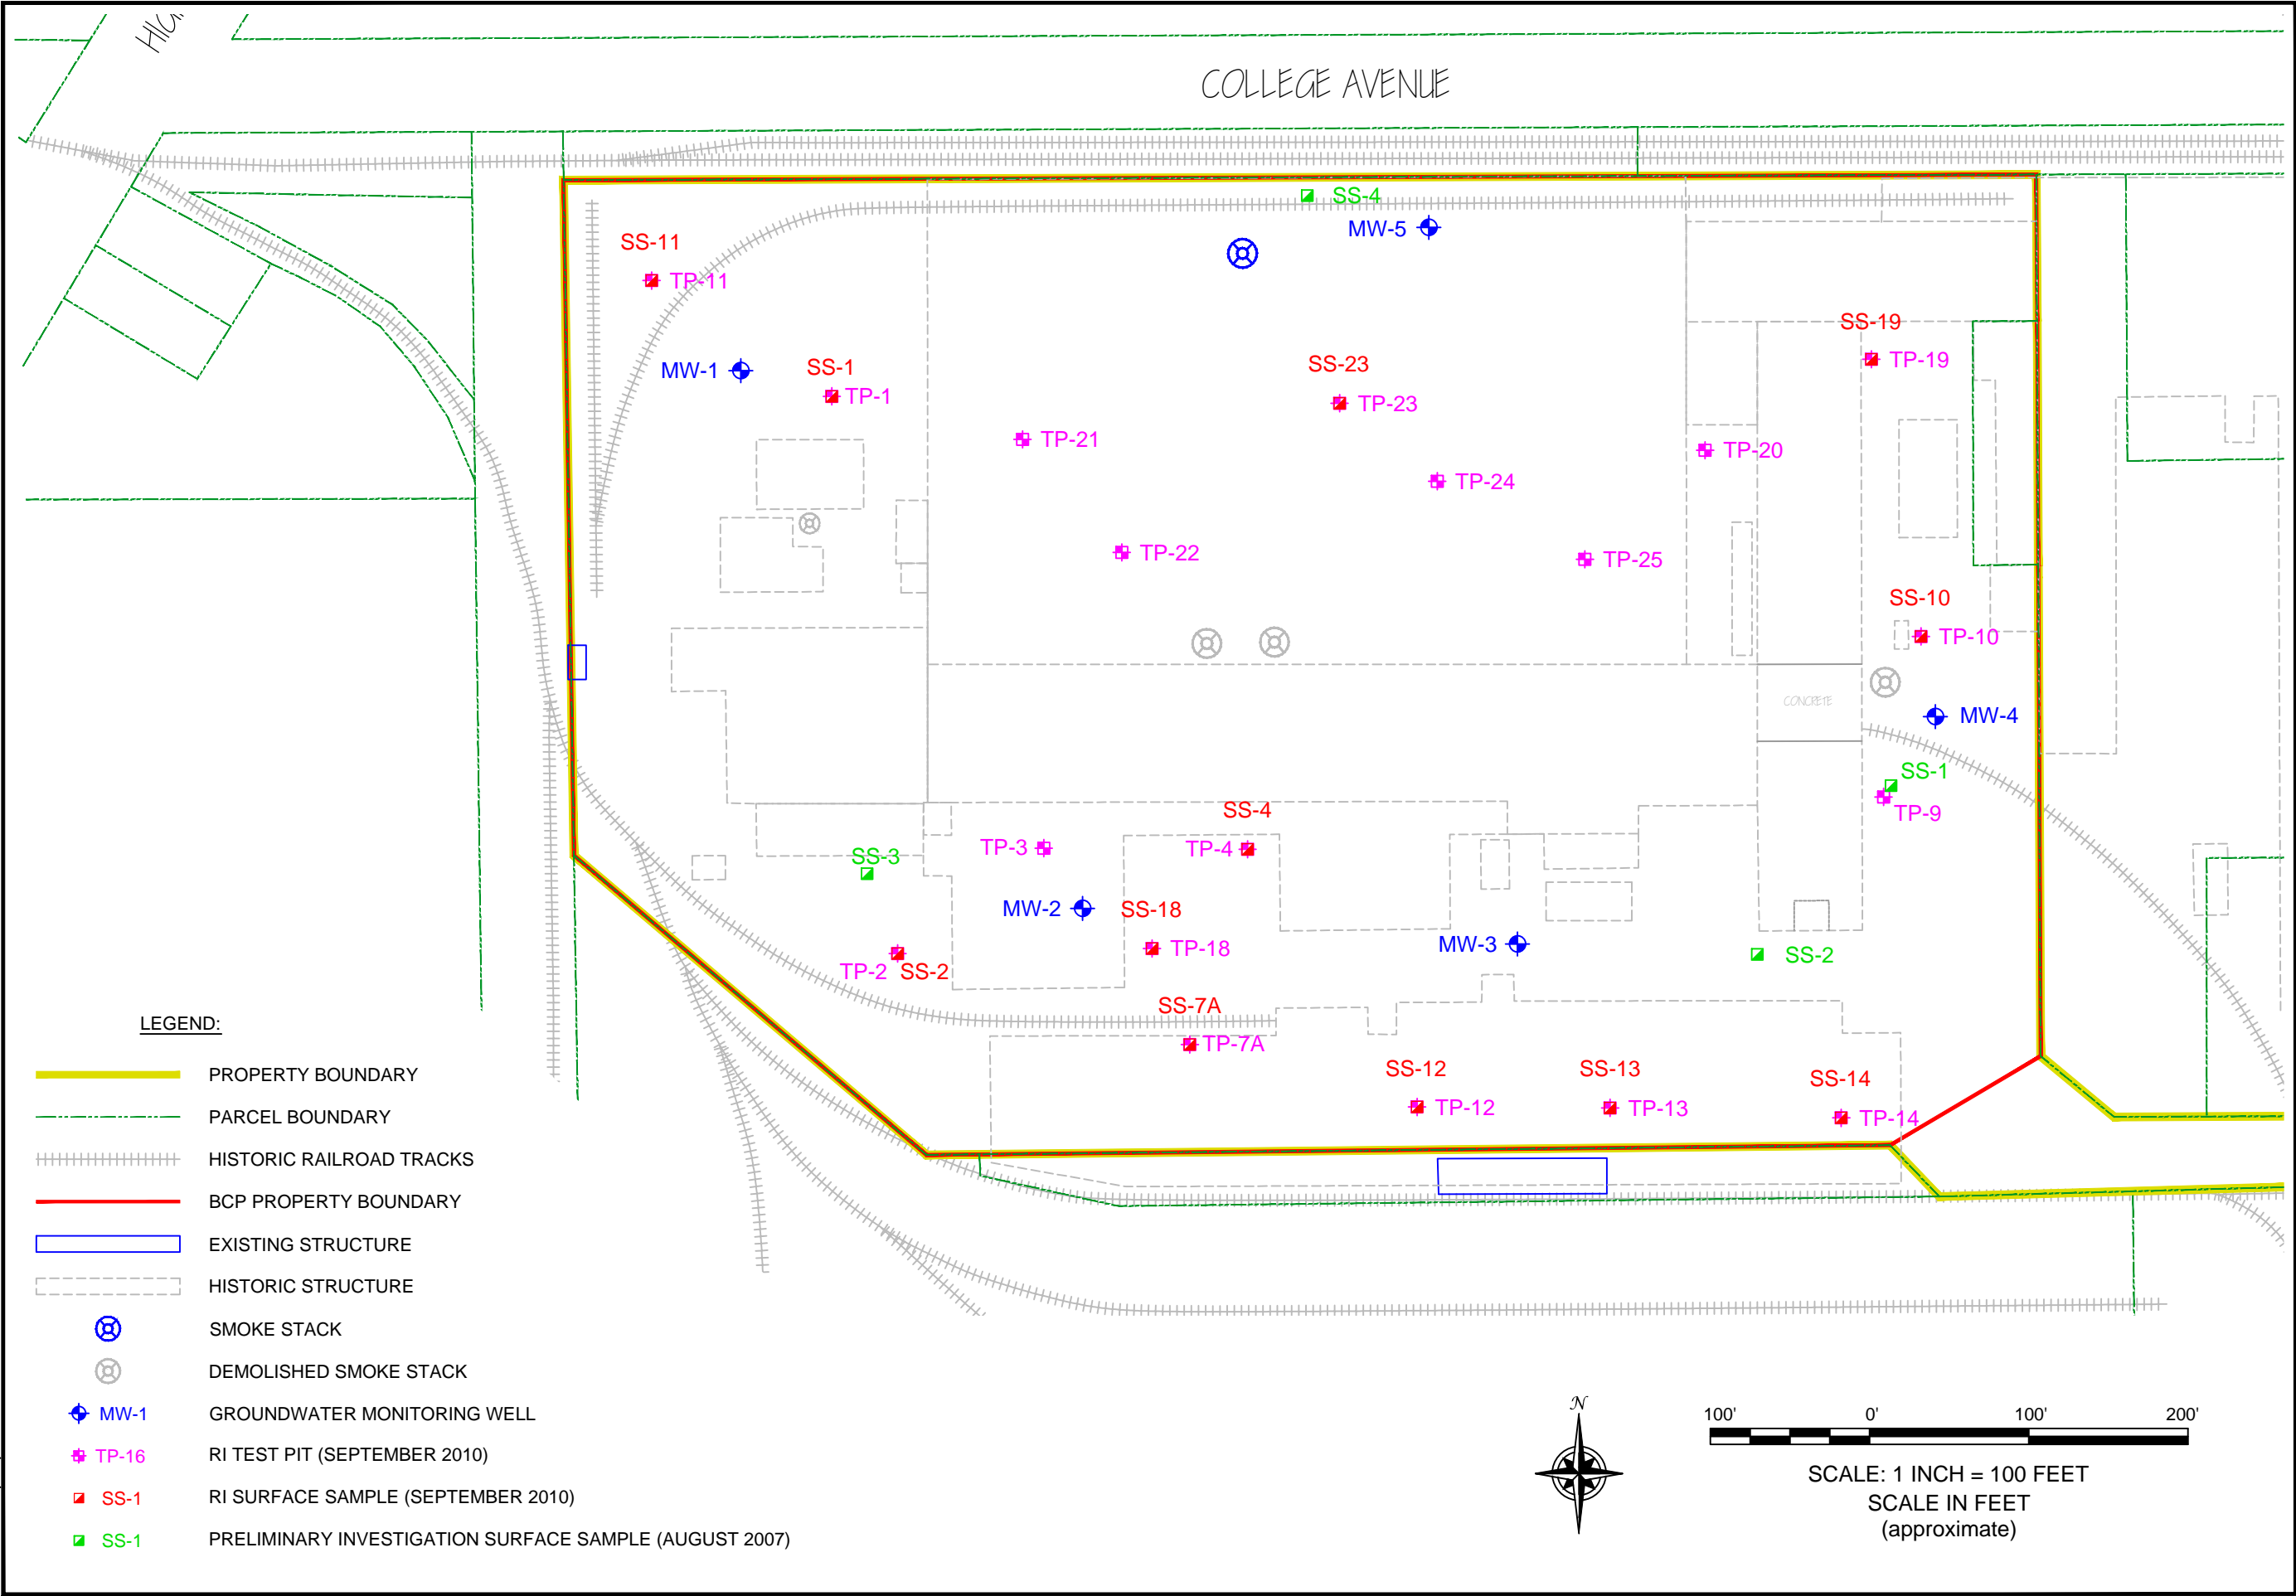 COLLEGE AVENUE
SS-4
MW-5
SS-11
TP-11
SS-19
TP-19
MW-1
SS-1
TP-1
SS-23
TP-23
TP-21
TP-20
TP-24
TP-22
TP-25
SS-10
TP-10
CONCRETE
MW-4
SS-1
TP-9
SS-4
TP-3
TP-4
SS-3
MW-2
SS-18
TP-18
MW-3
SS-2
TP-2
SS-2
SS-7A
TP-7A
SS-12
TP-12
SS-13
TP-13
SS-14
TP-14
LEGEND:
PROPERTY BOUNDARY
PARCEL BOUNDARY
HISTORIC RAILROAD TRACKS
BCP PROPERTY BOUNDARY
EXISTING STRUCTURE
HISTORIC STRUCTURE
SMOKE STACK
DEMOLISHED SMOKE STACK
MW-1 GROUNDWATER MONITORING WELL
TP-16 RI TEST PIT (SEPTEMBER 2010)
SS-1 RI SURFACE SAMPLE (SEPTEMBER 2010)
SS-1 PRELIMINARY INVESTIGATION SURFACE SAMPLE (AUGUST 2007)
N
100' 0' 100' 200'
SCALE: 1 INCH = 100 FEET
SCALE IN FEET
(approximate)